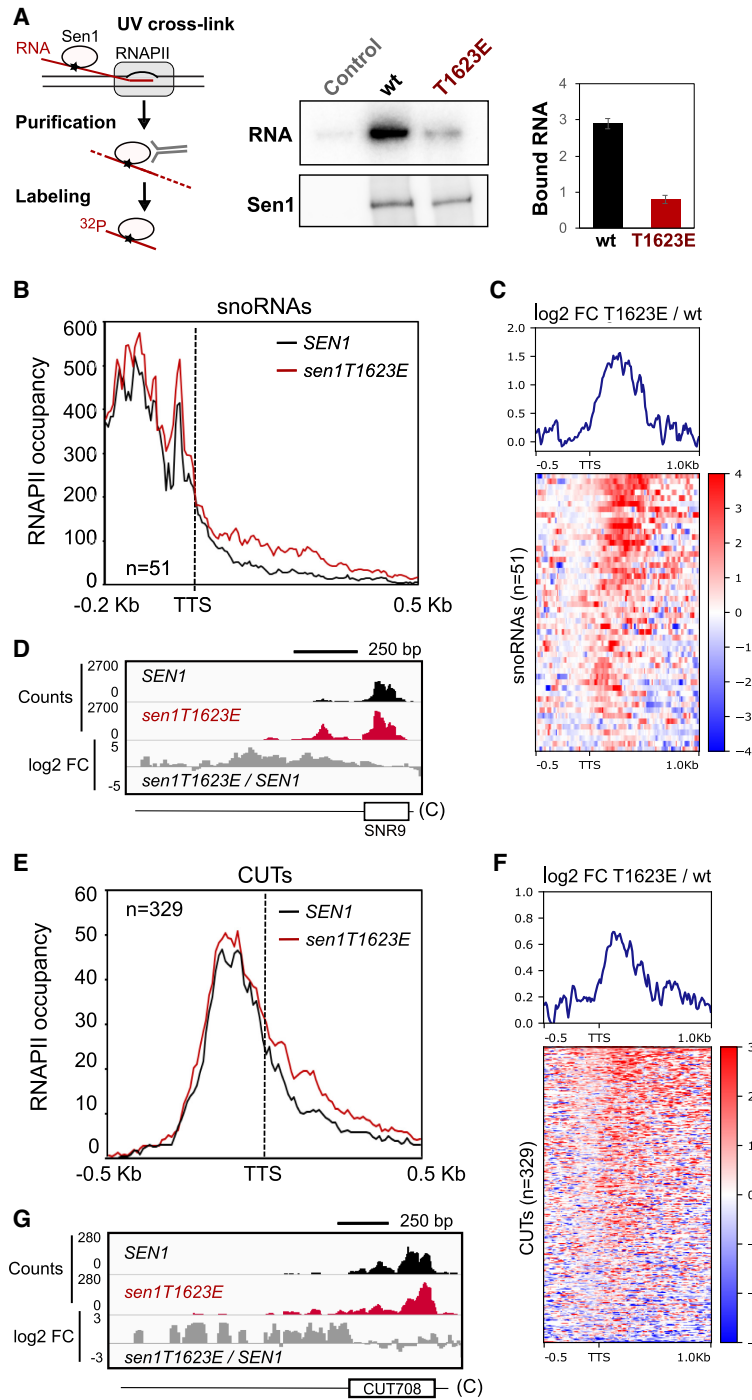 A
UV cross-link
Sen1
RNA
RNAPII
Purification
Labeling
32P
Control
wt
T1623E
RNA
Sen1
Bound RNA
4
3
2
1
0
wt
T1623E
B
snoRNAs
RNAPII occupancy
600
500
400
300
200
100
0
SEN1
sen1T1623E
n=51
-0.2 Kb
TTS
0.5 Kb
C
log2 FC T1623E / wt
2.0
1.5
1.0
0.5
0.0
-0.5
TTS
1.0Kb
snoRNAs (n=51)
4
3
2
1
0
−1
−2
−3
−4
-0.5
TTS
1.0Kb
D
250 bp
Counts
2700
0
SEN1
2700
0
sen1T1623E
log2 FC
5
-5
sen1T1623E / SEN1
(C)
SNR9
E
CUTs
RNAPII occupancy
60
50
40
30
20
10
0
n=329
SEN1
sen1T1623E
-0.5 Kb
TTS
0.5 Kb
F
log2 FC T1623E / wt
1.0
0.8
0.6
0.4
0.2
0.0
-0.5
TTS
1.0Kb
CUTs (n=329)
3
2
1
0
-0.5
TTS
1.0Kb
G
250 bp
Counts
280
0
SEN1
280
0
sen1T1623E
log2 FC
3
-3
sen1T1623E / SEN1
(C)
CUT708